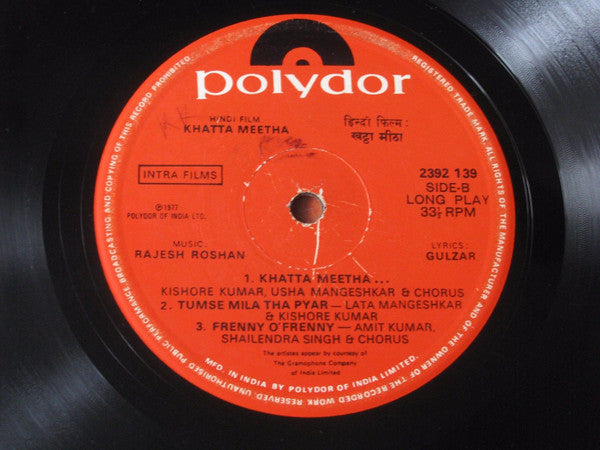 polydor
HINDI FILM
KHATTA MEETHA
हिन्दी फिल्म :
खट्टा मीठा
INTRA FILMS
2392 139
SIDE-B
LONG PLAY
33⅓ RPM
℗1977
POLYDOR OF INDIA LTD.
MUSIC:
RAJESH ROSHAN
LYRICS:
GULZAR
1. KHATTA MEETHA...
KISHORE KUMAR, USHA MANGESHKAR & CHORUS
2. TUMSE MILA THA PYAR — LATA MANGESHKAR
& KISHORE KUMAR
3. FRENNY O'FRENNY — AMIT KUMAR,
SHAILENDRA SINGH & CHORUS
The artistes appear by courtesy of
The Gramophone Company
of India Limited
MFG. IN INDIA BY POLYDOR OF INDIA LIMITED.
REGISTERED TRADE MARK. ALL RIGHTS OF THE MANUFACTURER AND OF THE OWNER OF THE RECORDED WORK RESERVED. UNAUTHORISED PUBLIC PERFORMANCE BROADCASTING AND COPYING OF THIS RECORD PROHIBITED.